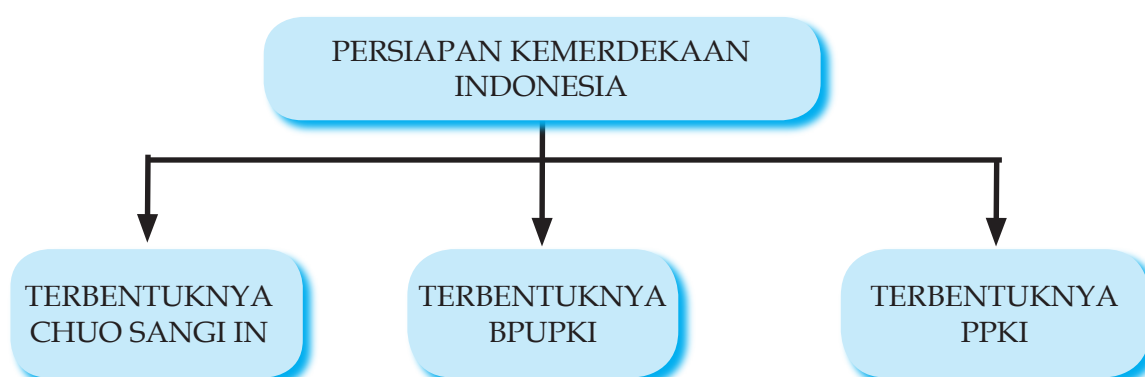 PERSIAPAN KEMERDEKAAN
INDONESIA
TERBENTUKNYA
CHUO SANGI IN
TERBENTUKNYA
BPUPKI
TERBENTUKNYA
PPKI